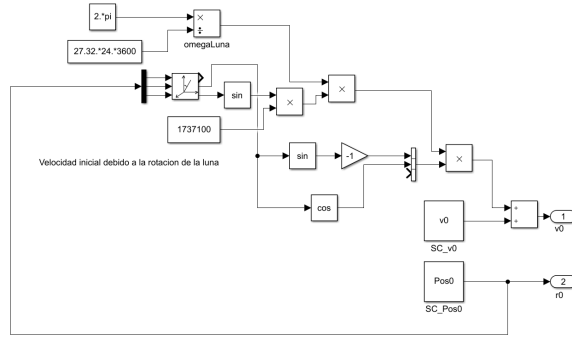 2.*pi
×
÷
omegaLuna
27.32.*24.*3600
sin
×
×
1737100
Velocidad inicial debido a la rotacion de la luna
sin
-1
×
cos
v0
SC_v0
+
+
1
v0
Pos0
SC_Pos0
2
r0